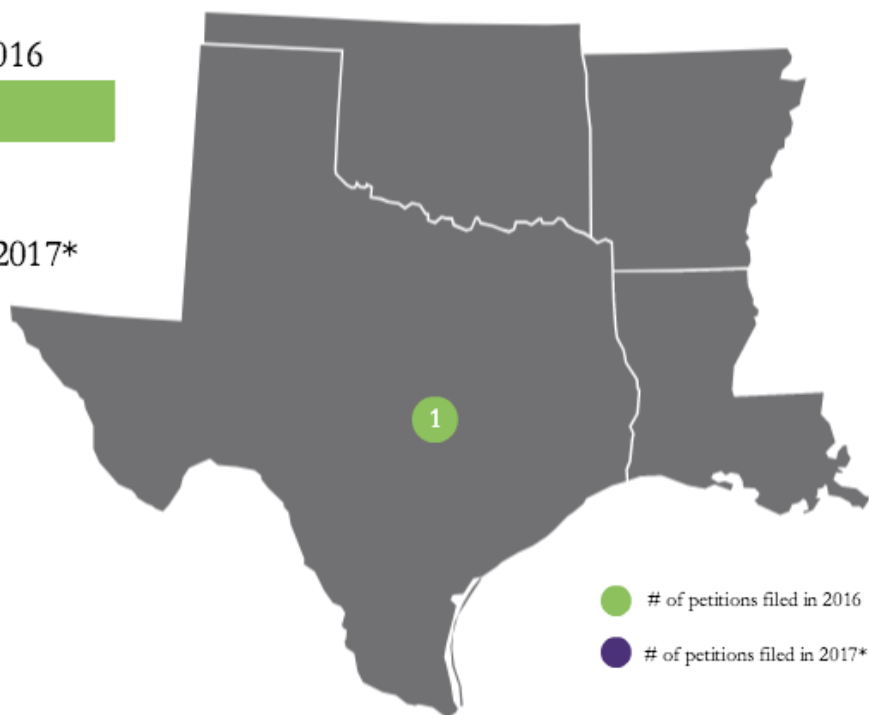 016
2017*
1
# of petitions filed in 2016
# of petitions filed in 2017*